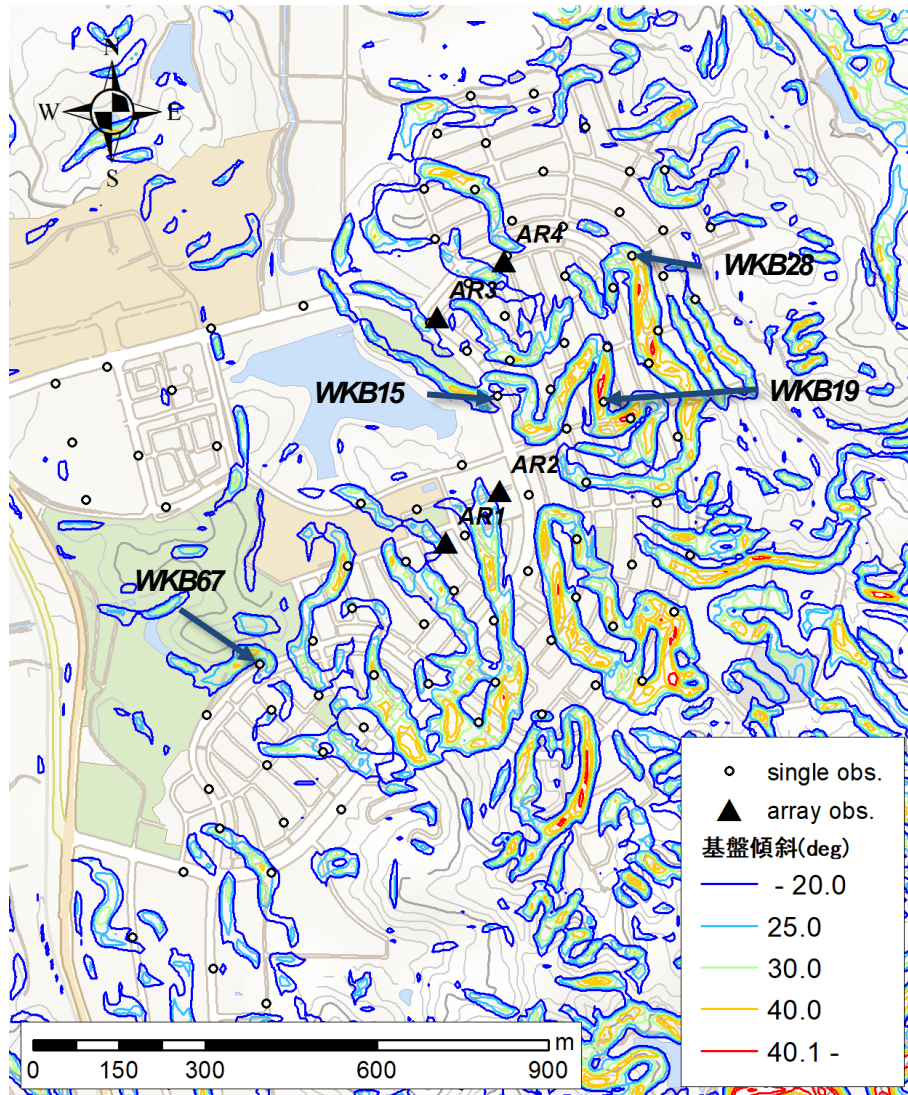 N
W E
S
AR4
WKB28
AR3
WKB15
WKB19
AR2
AR1
WKB67
single obs.
array obs.
基盤傾斜(deg)
- 20.0
25.0
30.0
40.0
40.1 -
m
0 150 300 600 900